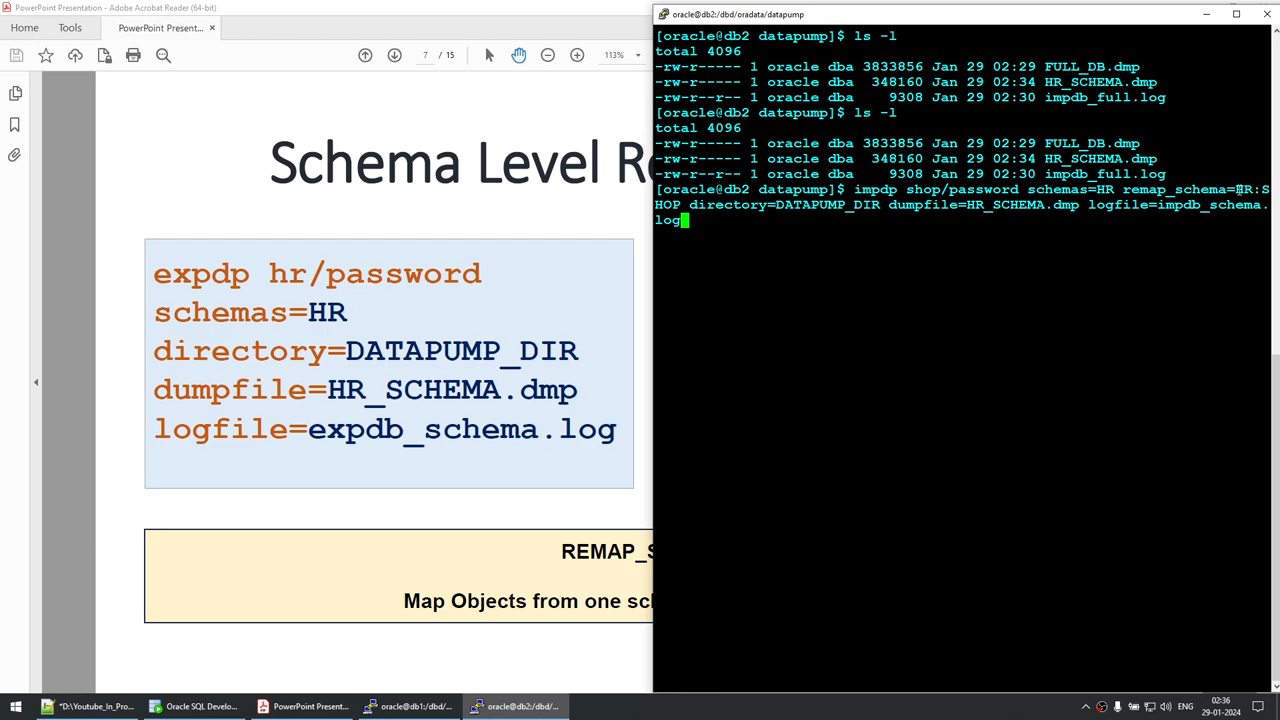 PowerPoint Presentation - Adobe Acrobat Reader (64-bit)
Home
Tools
PowerPoint Presentat...
7 / 15
113%
Schema Level Re
expdp hr/password
schemas=HR
directory=DATAPUMP_DIR
dumpfile=HR_SCHEMA.dmp
logfile=expdb_schema.log
REMAP_S
Map Objects from one sch
oracle@db2:/dbd/oradata/datapump
[oracle@db2 datapump]$ ls -l
total 4096
-rw-r----- 1 oracle dba 3833856 Jan 29 02:29 FULL_DB.dmp
-rw-r----- 1 oracle dba  348160 Jan 29 02:34 HR_SCHEMA.dmp
-rw-r--r-- 1 oracle dba    9308 Jan 29 02:30 impdb_full.log
[oracle@db2 datapump]$ ls -l
total 4096
-rw-r----- 1 oracle dba 3833856 Jan 29 02:29 FULL_DB.dmp
-rw-r----- 1 oracle dba  348160 Jan 29 02:34 HR_SCHEMA.dmp
-rw-r--r-- 1 oracle dba    9308 Jan 29 02:30 impdb_full.log
[oracle@db2 datapump]$ impdp shop/password schemas=HR remap_schema=HR:S
HOP directory=DATAPUMP_DIR dumpfile=HR_SCHEMA.dmp logfile=impdb_schema.
log
*D:\Youtube_In_Pro...
Oracle SQL Develo...
PowerPoint Present...
oracle@db1:/dbd/...
oracle@db2:/dbd/...
02:36
29-01-2024